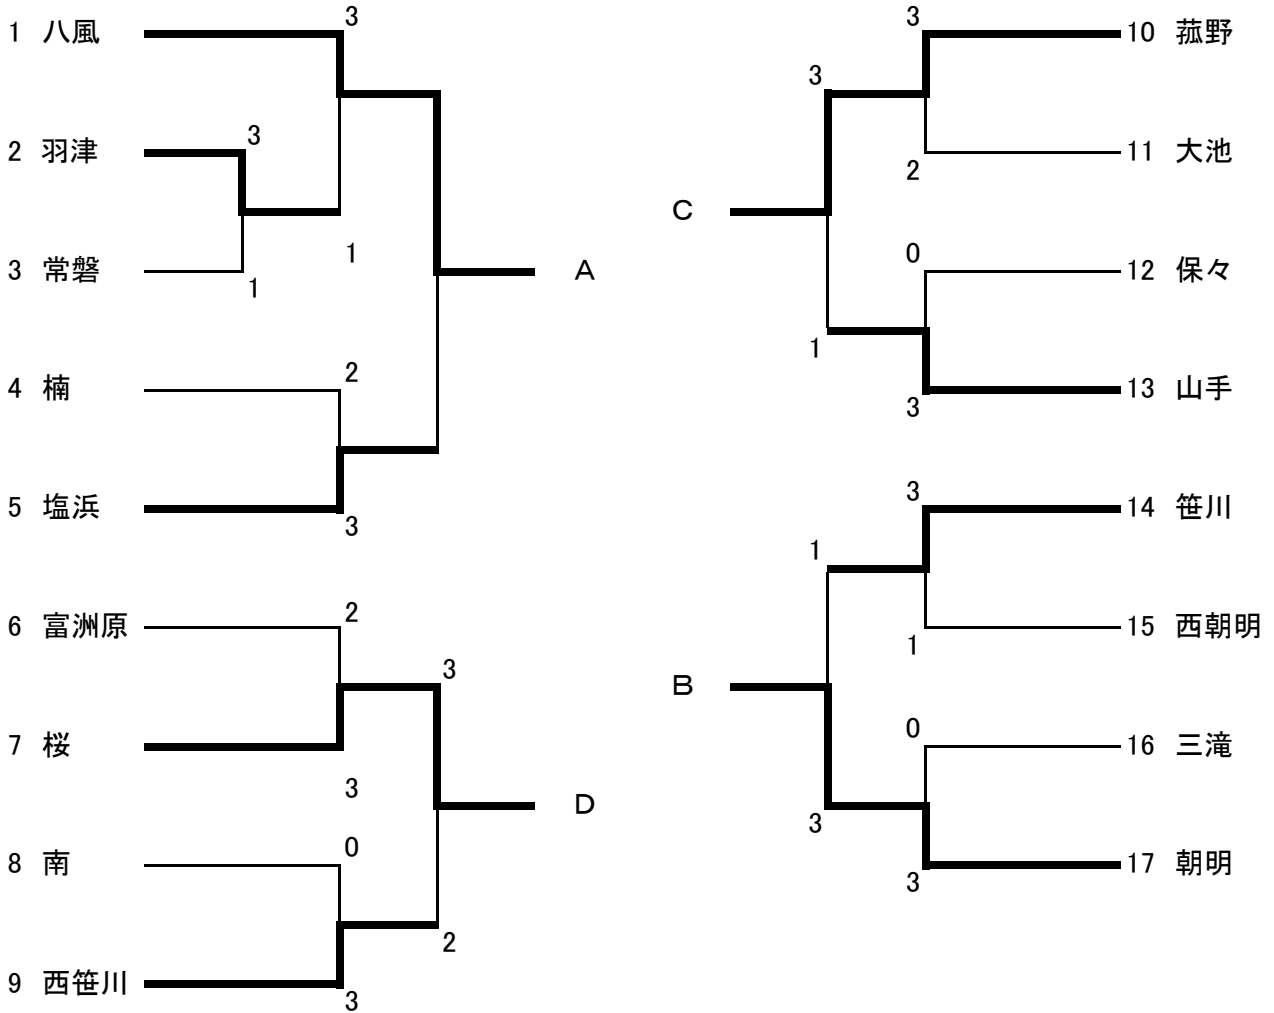 3
1 八風
3
2 羽津
3 常磐
1
1
A
2
4 楠
5 塩浜
3
2
6 富洲原
3
7 桜
3
D
0
8 南
2
9 西笹川
3
3
10 菰野
3
11 大池
2
C
0
12 保々
1
13 山手
3
3
14 笹川
1
15 西朝明
1
B
0
16 三滝
3
17 朝明
3